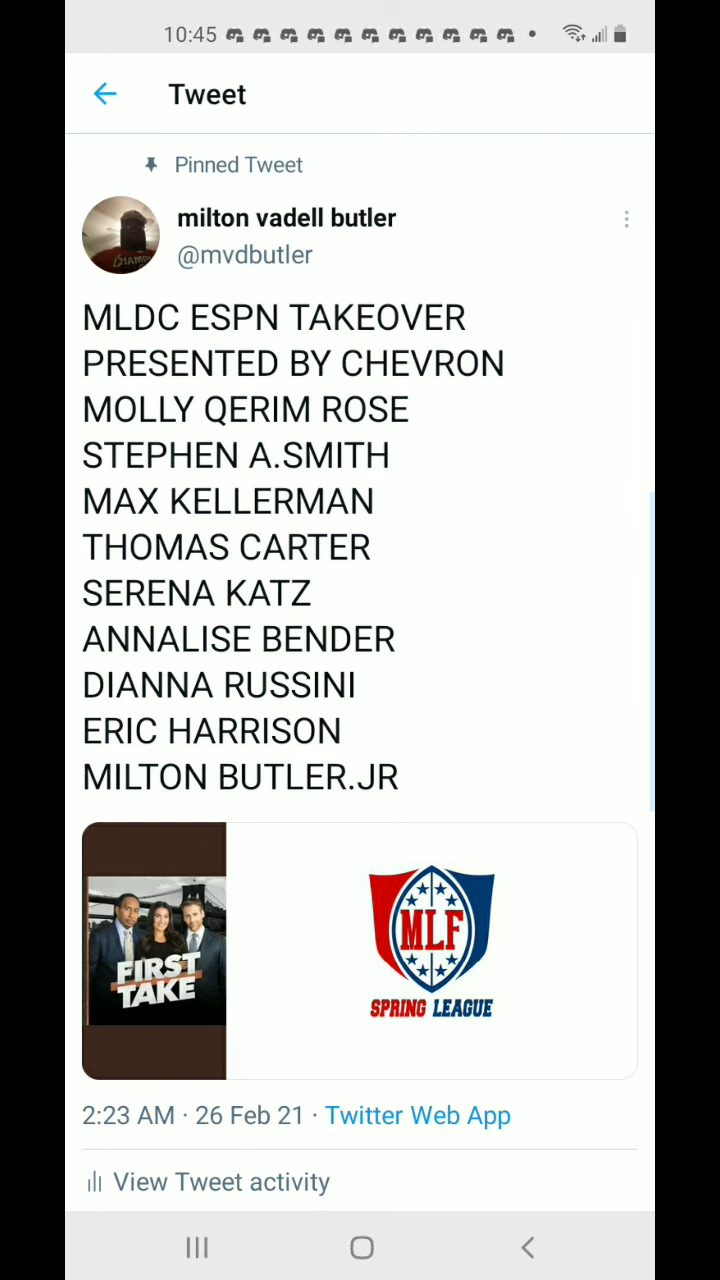 10:45
Tweet
Pinned Tweet
milton vadell butler
@mvdbutler
MLDC ESPN TAKEOVER
PRESENTED BY CHEVRON
MOLLY QERIM ROSE
STEPHEN A.SMITH
MAX KELLERMAN
THOMAS CARTER
SERENA KATZ
ANNALISE BENDER
DIANNA RUSSINI
ERIC HARRISON
MILTON BUTLER.JR
FIRST
TAKE
MLF
SPRING LEAGUE
2:23 AM · 26 Feb 21 · Twitter Web App
View Tweet activity